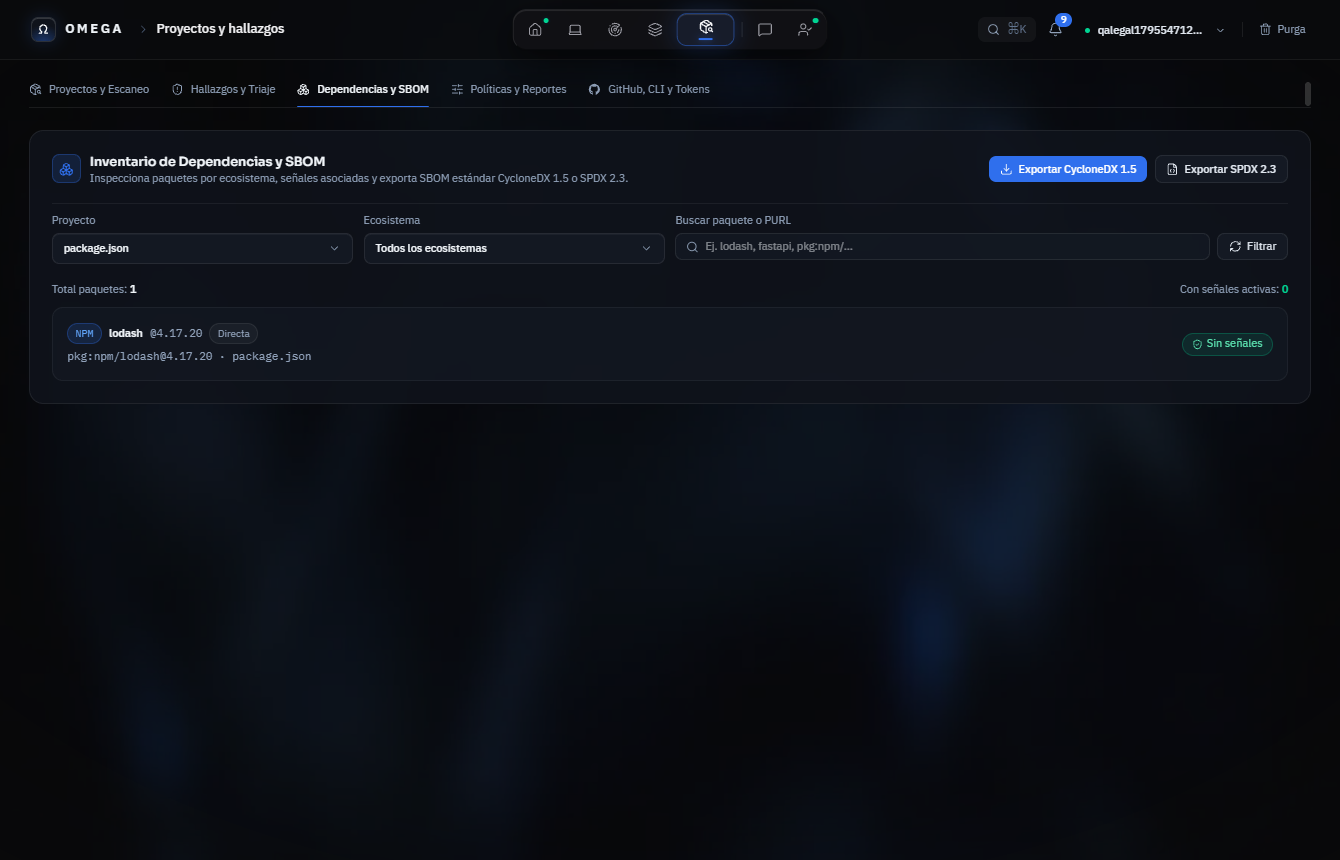 Ω OMEGA > Proyectos y hallazgos ⌘K 9 qalegal179554712... Purga
Proyectos y Escaneo Hallazgos y Triaje Dependencias y SBOM Políticas y Reportes GitHub, CLI y Tokens
Inventario de Dependencias y SBOM
Inspecciona paquetes por ecosistema, señales asociadas y exporta SBOM estándar CycloneDX 1.5 o SPDX 2.3.
Exportar CycloneDX 1.5 Exportar SPDX 2.3
Proyecto Ecosistema Buscar paquete o PURL
package.json Todos los ecosistemas Ej. lodash, fastapi, pkg:npm/... Filtrar
Total paquetes: 1 Con señales activas: 0
NPM lodash @4.17.20 Directa
pkg:npm/lodash@4.17.20 · package.json
Sin señales